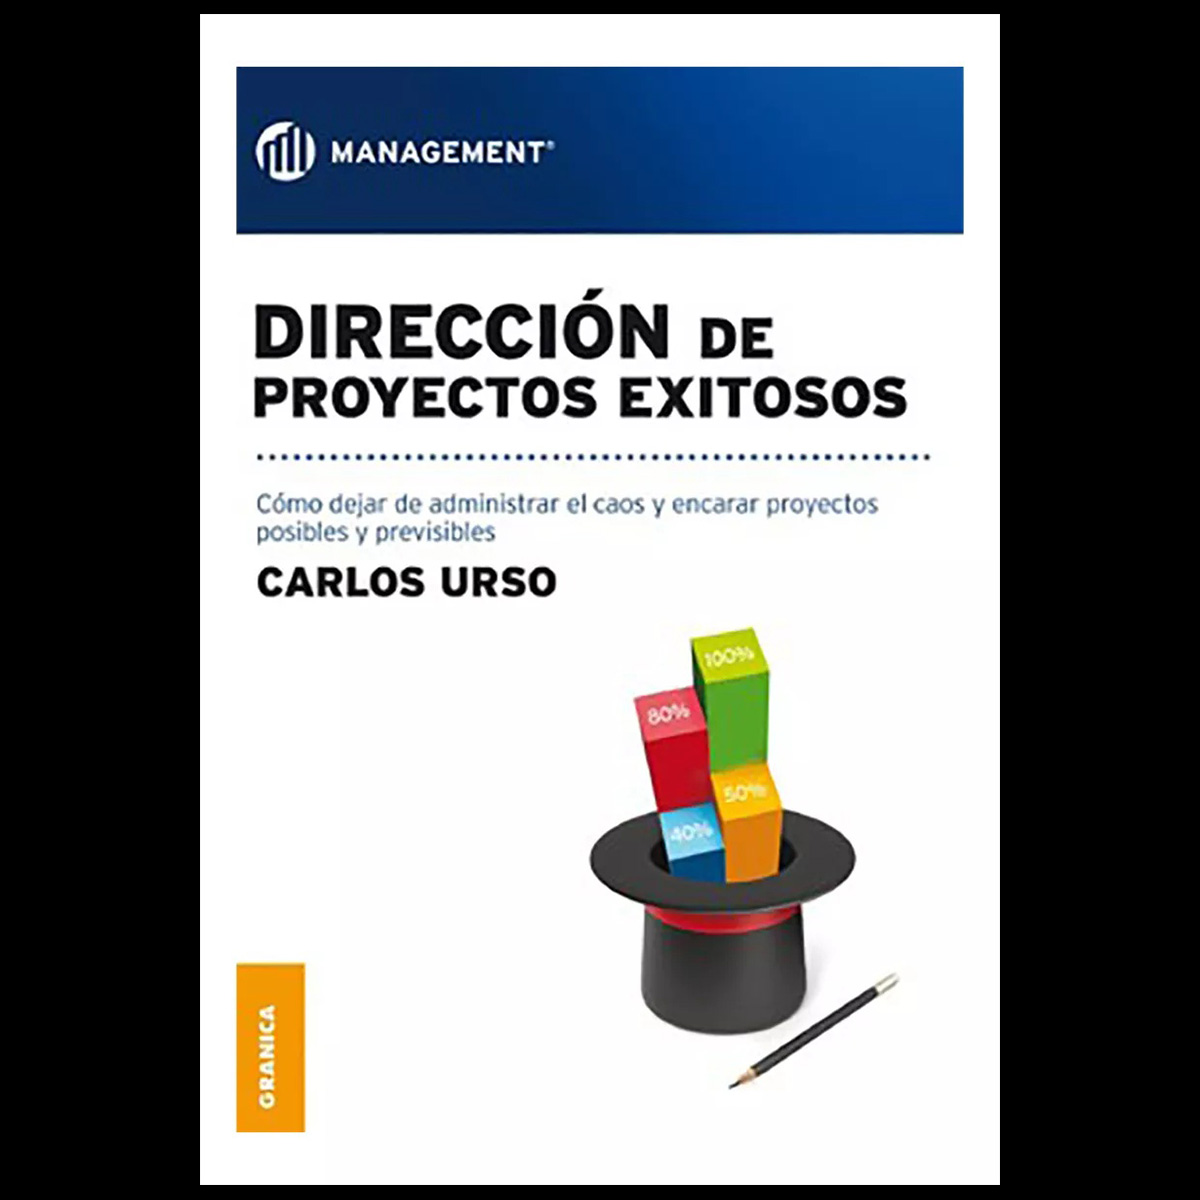 MANAGEMENT®
DIRECCIÓN DE
PROYECTOS EXITOSOS
Cómo dejar de administrar el caos y encarar proyectos
posibles y previsibles
CARLOS URSO
100%
80%
50%
40%
GRANICA